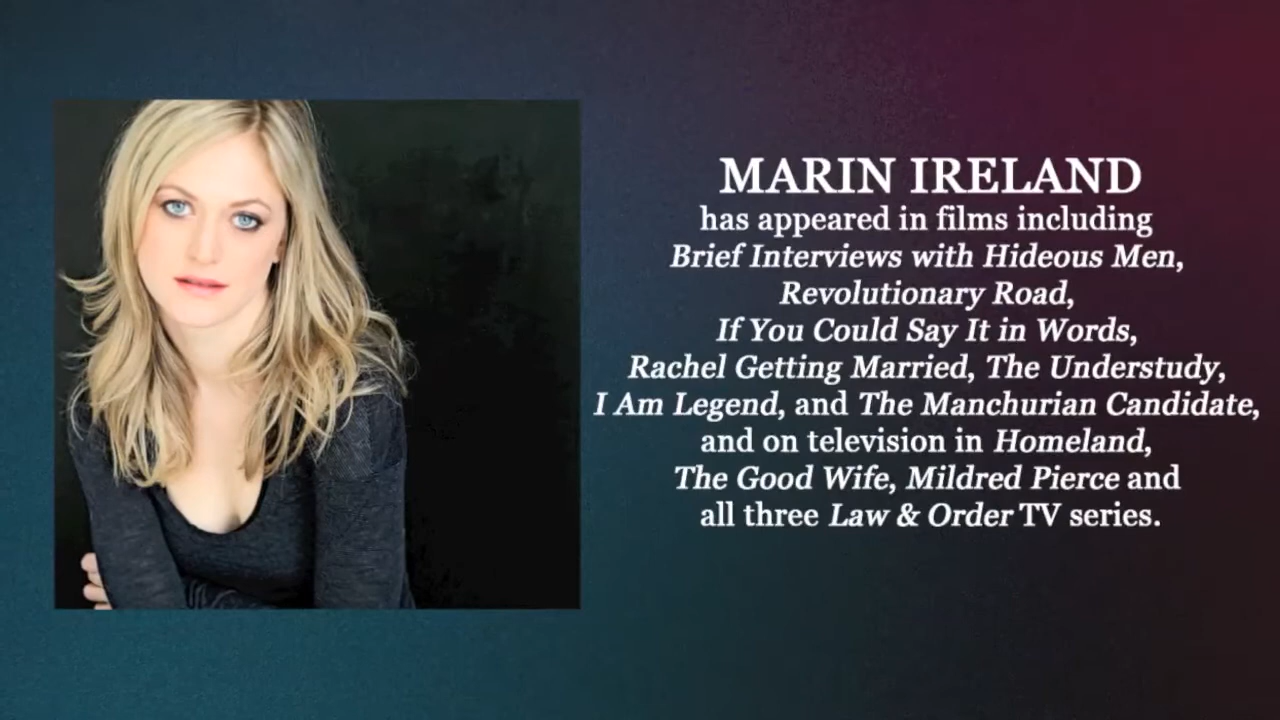 MARIN IRELAND
has appeared in films including
Brief Interviews with Hideous Men,
Revolutionary Road,
If You Could Say It in Words,
Rachel Getting Married, The Understudy,
I Am Legend, and The Manchurian Candidate,
and on television in Homeland,
The Good Wife, Mildred Pierce and
all three Law & Order TV series.